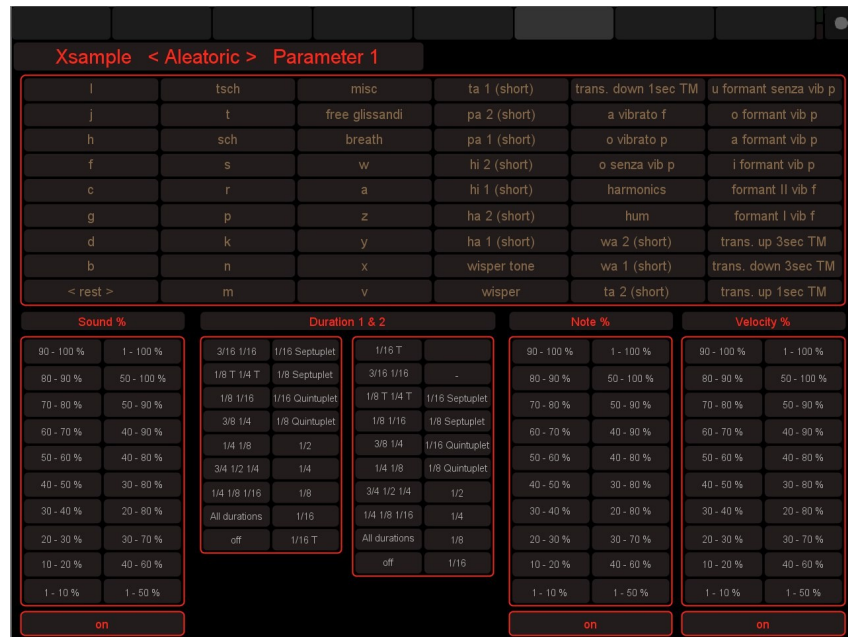 Xsample < Aleatoric > Parameter 1
l tsch misc ta 1 (short) trans. down 1sec TM u formant senza vib p
j t free glissandi pa 2 (short) a vibrato f o formant vib p
h sch breath pa 1 (short) o vibrato p a formant vib p
f s w hi 2 (short) o senza vib p i formant vib p
c r a hi 1 (short) harmonics formant II vib f
g p z ha 2 (short) hum formant I vib f
d k y ha 1 (short) wa 2 (short) trans. up 3sec TM
b n x wisper tone wa 1 (short) trans. down 3sec TM
< rest > m v wisper ta 2 (short) trans. up 1sec TM
Sound % Duration 1 & 2 Note % Velocity %
90 - 100 % 1 - 100 % 3/16 1/16 1/16 Septuplet 1/16 T 90 - 100 % 1 - 100 % 90 - 100 % 1 - 100 %
80 - 90 % 50 - 100 % 1/8 T 1/4 T 1/8 Septuplet 3/16 1/16 - 80 - 90 % 50 - 100 % 80 - 90 % 50 - 100 %
70 - 80 % 50 - 90 % 1/8 1/16 1/16 Quintuplet 1/8 T 1/4 T 1/16 Septuplet 70 - 80 % 50 - 90 % 70 - 80 % 50 - 90 %
60 - 70 % 40 - 90 % 3/8 1/4 1/8 Quintuplet 1/8 1/16 1/8 Septuplet 60 - 70 % 40 - 90 % 60 - 70 % 40 - 90 %
50 - 60 % 40 - 80 % 1/4 1/8 1/2 3/8 1/4 1/16 Quintuplet 50 - 60 % 40 - 80 % 50 - 60 % 40 - 80 %
40 - 50 % 30 - 80 % 3/4 1/2 1/4 1/4 1/4 1/8 1/8 Quintuplet 40 - 50 % 30 - 80 % 40 - 50 % 30 - 80 %
30 - 40 % 20 - 80 % 1/4 1/8 1/16 1/8 3/4 1/2 1/4 1/2 30 - 40 % 20 - 80 % 30 - 40 % 20 - 80 %
20 - 30 % 30 - 70 % All durations 1/16 1/4 1/8 1/16 1/4 20 - 30 % 30 - 70 % 20 - 30 % 30 - 70 %
10 - 20 % 40 - 60 % off 1/16 T All durations 1/8 10 - 20 % 40 - 60 % 10 - 20 % 40 - 60 %
1 - 10 % 1 - 50 % off 1/16 1 - 10 % 1 - 50 % 1 - 10 % 1 - 50 %
on on on